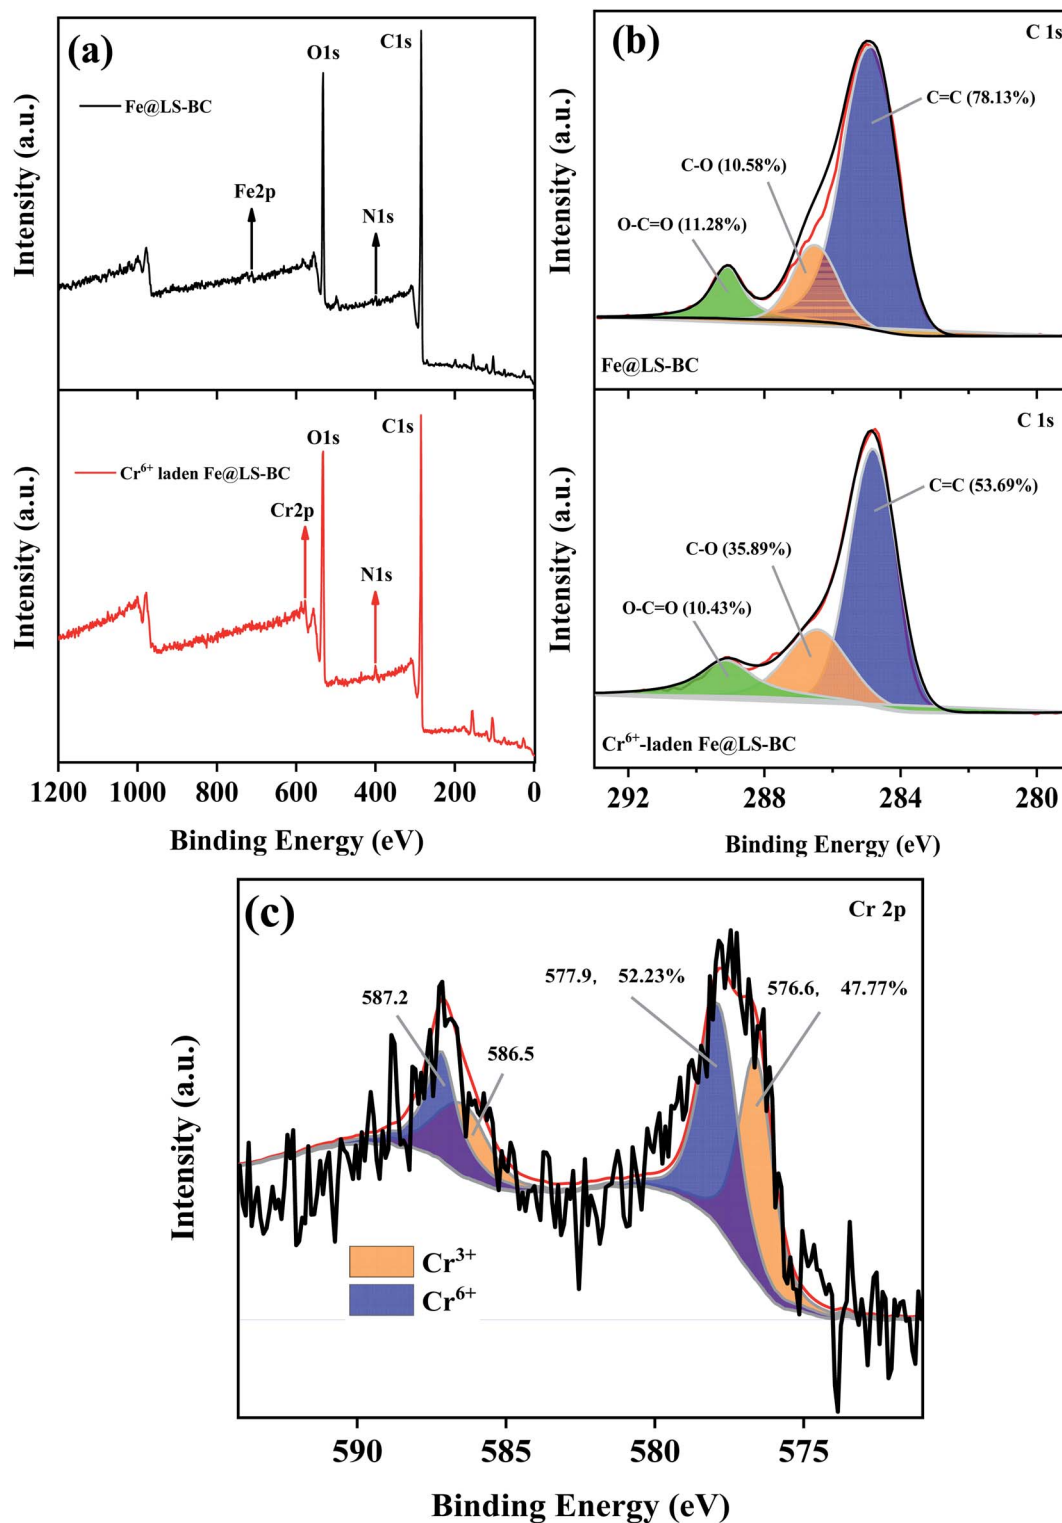 (a)
Intensity (a.u.)
Fe@LS-BC
O1s
C1s
Fe2p
N1s
Intensity (a.u.)
Cr⁶⁺ laden Fe@LS-BC
O1s
C1s
Cr2p
N1s
1200 1000 800 600 400 200 0
Binding Energy (eV)
(b)
C 1s
Intensity (a.u.)
C=C (78.13%)
C-O (10.58%)
O-C=O (11.28%)
Fe@LS-BC
C 1s
Intensity (a.u.)
C=C (53.69%)
C-O (35.89%)
O-C=O (10.43%)
Cr⁶⁺-laden Fe@LS-BC
292 288 284 280
Binding Energy (eV)
(c)
Cr 2p
Intensity (a.u.)
587.2
586.5
577.9, 52.23%
576.6, 47.77%
Cr³⁺
Cr⁶⁺
590 585 580 575
Binding Energy (eV)